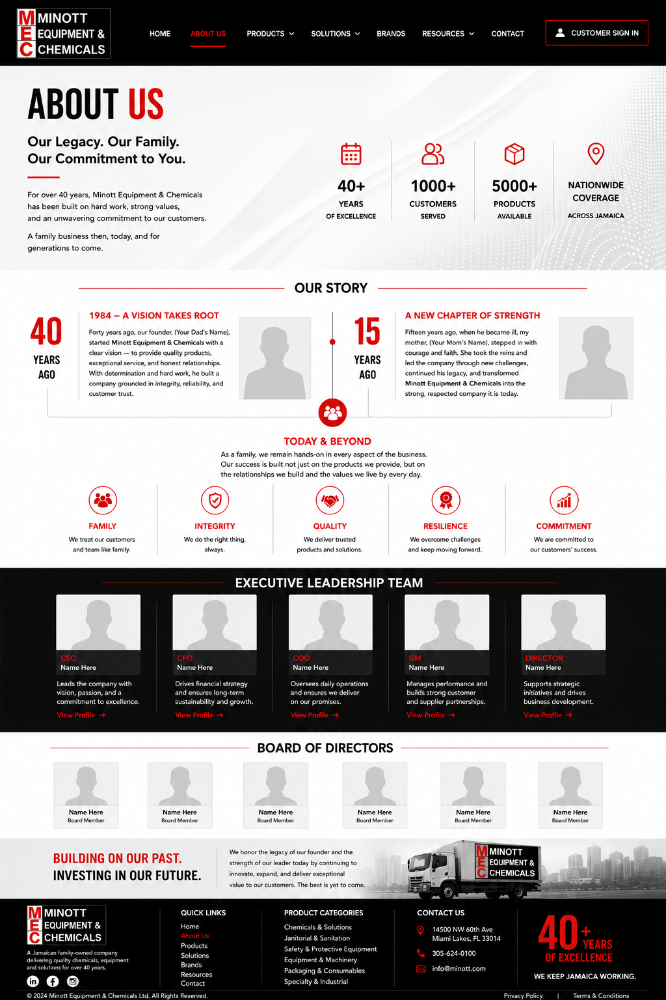 MINOTT
EQUIPMENT &
CHEMICALS
M
E
C
HOME
ABOUT US
PRODUCTS
SOLUTIONS
BRANDS
RESOURCES
CONTACT
CUSTOMER SIGN IN
ABOUT US
Our Legacy. Our Family.
Our Commitment to You.
For over 40 years, Minott Equipment & Chemicals
has been built on hard work, strong values,
and an unwavering commitment to our customers.
A family business then, today, and for
generations to come.
40+
YEARS
OF EXCELLENCE
1000+
CUSTOMERS
SERVED
5000+
PRODUCTS
AVAILABLE
NATIONWIDE
COVERAGE
ACROSS JAMAICA
OUR STORY
40
YEARS
AGO
1984 – A VISION TAKES ROOT
Forty years ago, our founder, (Your Dad's Name),
started Minott Equipment & Chemicals with a
clear vision — to provide quality products,
exceptional service, and honest relationships.
With determination and hard work, he built a
company grounded in integrity, reliability, and
customer trust.
15
YEARS
AGO
A NEW CHAPTER OF STRENGTH
Fifteen years ago, when he became ill, my
mother, (Your Mom's Name), stepped in with
courage and faith. She took the reins and
led the company through new challenges,
continued his legacy, and transformed
Minott Equipment & Chemicals into the
strong, respected company it is today.
TODAY & BEYOND
As a family, we remain hands-on in every aspect of the business.
Our success is built not just on the products we provide, but on
the relationships we build and the values we live by every day.
FAMILY
We treat our customers
and team like family.
INTEGRITY
We do the right thing,
always.
QUALITY
We deliver trusted
products and solutions.
RESILIENCE
We overcome challenges
and keep moving forward.
COMMITMENT
We are committed to
our customers' success.
EXECUTIVE LEADERSHIP TEAM
CEO
Name Here
Leads the company with
vision, passion, and a
commitment to excellence.
View Profile →
CFO
Name Here
Drives financial strategy
and ensures long-term
sustainability and growth.
View Profile →
COO
Name Here
Oversees daily operations
and ensures we deliver
on our promises.
View Profile →
GM
Name Here
Manages performance and
builds strong customer
and supplier partnerships.
View Profile →
DIRECTOR
Name Here
Supports strategic
initiatives and drives
business development.
View Profile →
BOARD OF DIRECTORS
Name Here
Board Member
Name Here
Board Member
Name Here
Board Member
Name Here
Board Member
Name Here
Board Member
Name Here
Board Member
BUILDING ON OUR PAST.
INVESTING IN OUR FUTURE.
We honor the legacy of our founder and the
strength of our leader today by continuing to
innovate, expand, and deliver exceptional
value to our customers. The best is yet to come.
M
E
C
MINOTT
EQUIPMENT &
CHEMICALS
M
E
C
MINOTT
EQUIPMENT &
CHEMICALS
A Jamaican family-owned company
delivering quality chemicals, equipment
and solutions for over 40 years.
in
f
QUICK LINKS
Home
About Us
Products
Solutions
Brands
Resources
Contact
PRODUCT CATEGORIES
Chemicals & Solutions
Janitorial & Sanitation
Safety & Protective Equipment
Equipment & Machinery
Packaging & Consumables
Specialty & Industrial
CONTACT US
14500 NW 60th Ave
Miami Lakes, FL 33014
305-624-0100
info@minott.com
40+
YEARS
OF EXCELLENCE
WE KEEP JAMAICA WORKING.
© 2024 Minott Equipment & Chemicals Ltd. All Rights Reserved.
Privacy Policy | Terms & Conditions